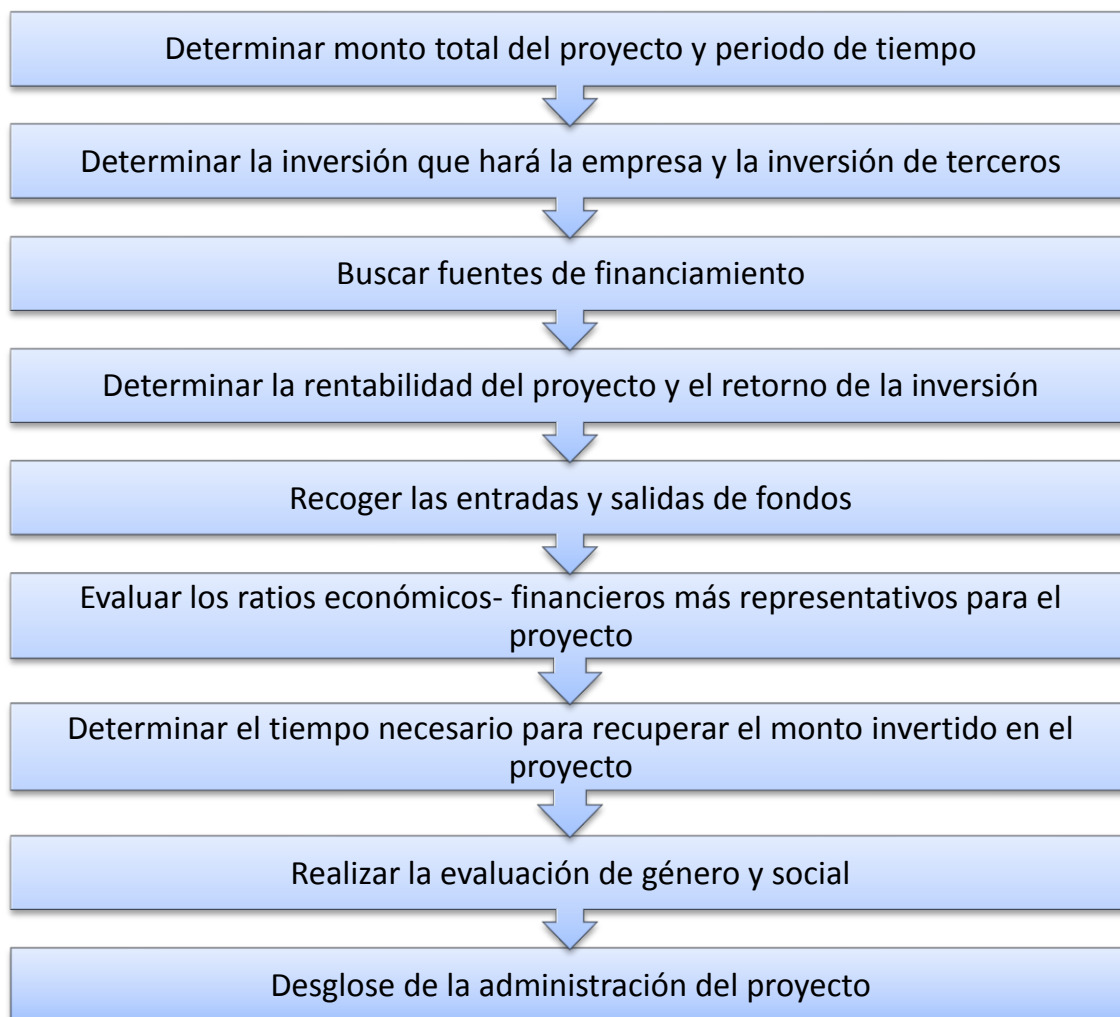 Determinar monto total del proyecto y periodo de tiempo
Determinar la inversión que hará la empresa y la inversión de terceros
Buscar fuentes de financiamiento
Determinar la rentabilidad del proyecto y el retorno de la inversión
Recoger las entradas y salidas de fondos
Evaluar los ratios económicos- financieros más representativos para el
proyecto
Determinar el tiempo necesario para recuperar el monto invertido en el
proyecto
Realizar la evaluación de género y social
Desglose de la administración del proyecto